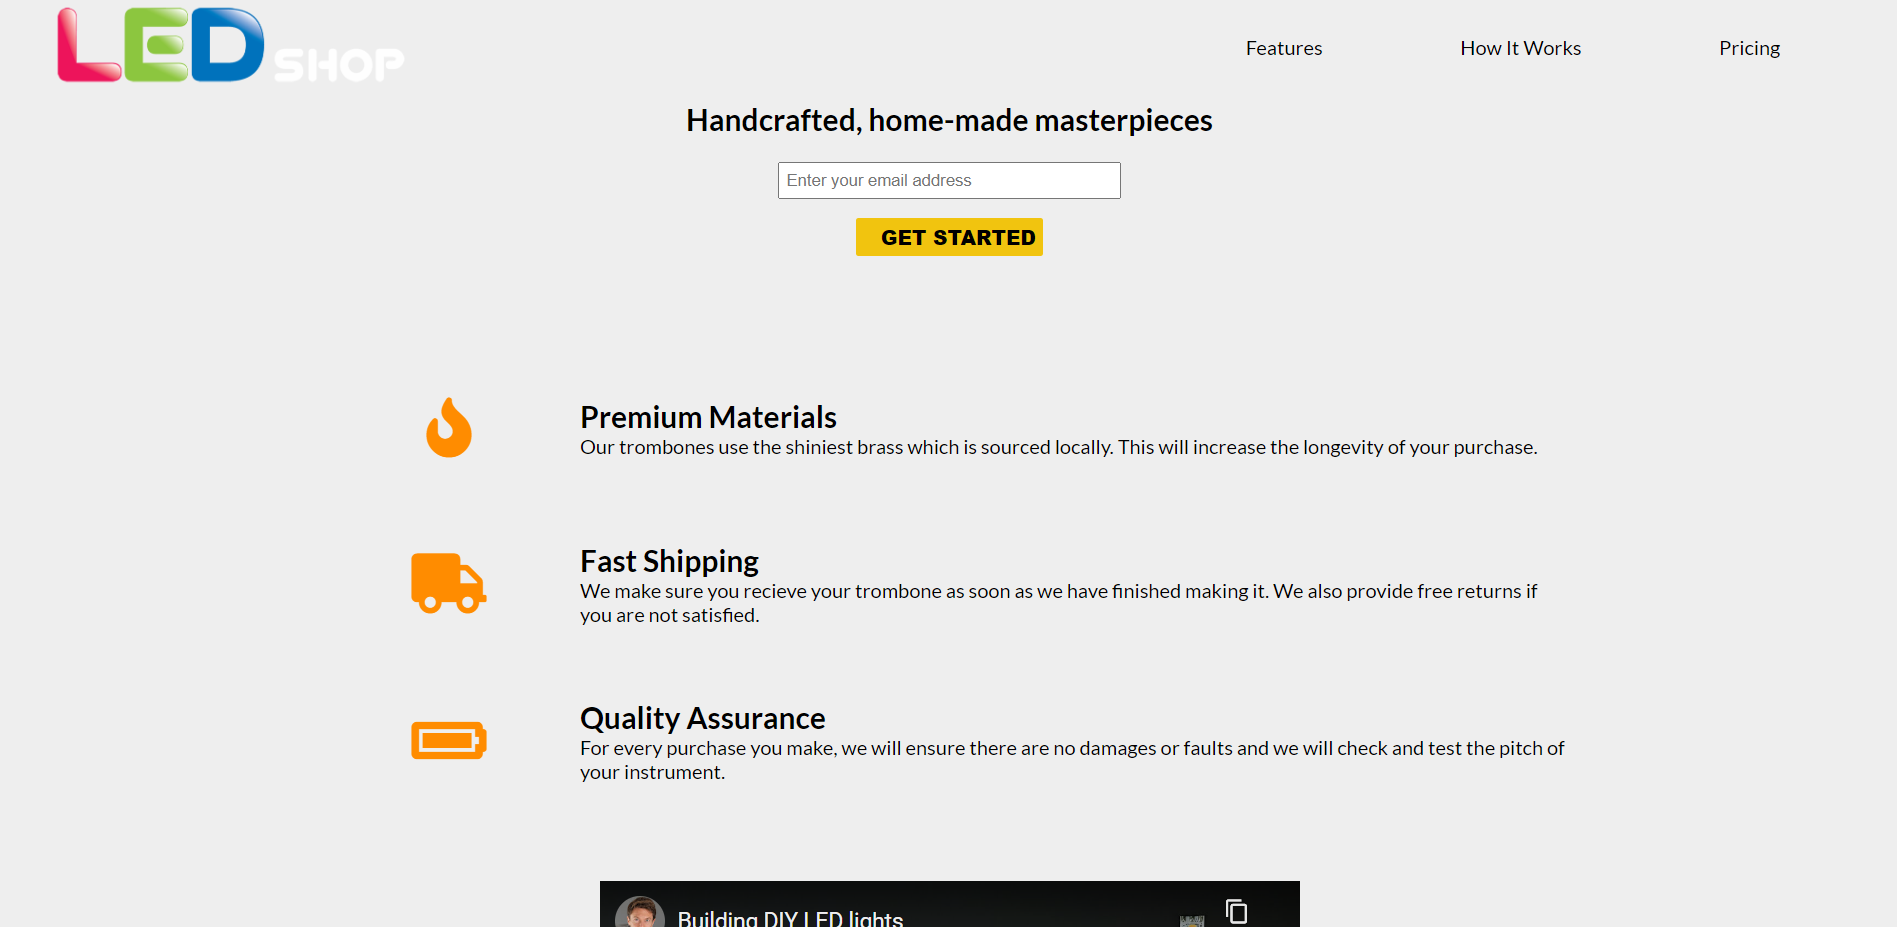 LED SHOP
Features
How It Works
Pricing
Handcrafted, home-made masterpieces
Enter your email address
GET STARTED
Premium Materials
Our trombones use the shiniest brass which is sourced locally. This will increase the longevity of your purchase.
Fast Shipping
We make sure you recieve your trombone as soon as we have finished making it. We also provide free returns if
you are not satisfied.
Quality Assurance
For every purchase you make, we will ensure there are no damages or faults and we will check and test the pitch of
your instrument.
Building DIY LED lights